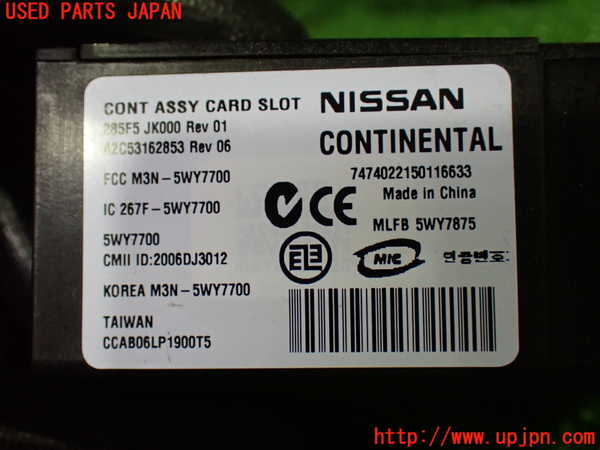 USED PARTS JAPAN
CONT ASSY CARD SLOT
285F5 JK000 Rev 01
A2C53162853 Rev 06
FCC M3N-5WY7700
IC 267F-5WY7700
5WY7700
CMII ID:2006DJ3012
KOREA M3N-5WY7700
TAIWAN
CCAB06LP1900T5
NISSAN
CONTINENTAL
7474022150116633
Made in China
CE
MLFB 5WY7875
MIC
인증번호:
http://www.upjpn.com/